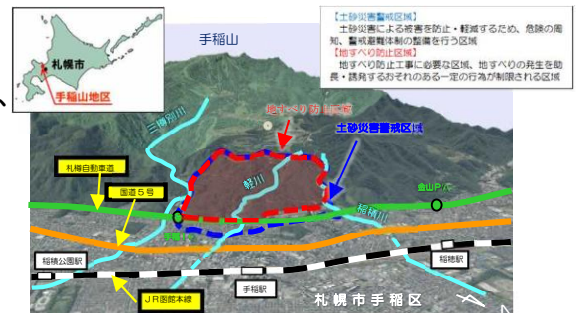 手稲山
【土砂災害警戒区域】
土砂災害による被害を防止・軽減するため、危険の周
知、警戒避難体制の整備を行う区域
【地すべり防止区域】
地すべり防止工事に必要な区域、地すべりの発生を助
長・誘発するおそれのある一定の行為が制限される区域
札幌市
手稲山地区
三樽別川
地すべり防止区域
土砂災害警戒区域
札樽自動車道
国道5号
軽川
金山PA
稲積川
稲積公園駅
手稲駅
稲穂駅
JR函館本線
札幌市手稲区